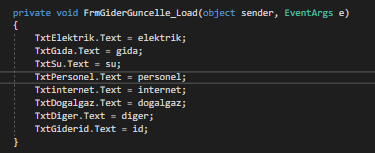 private void FrmGiderGuncelle_Load(object sender, EventArgs e)
{
TxtElektrik.Text = elektrik;
TxtGıda.Text = gida;
TxtSu.Text = su;
TxtPersonel.Text = personel;
Txtinternet.Text = internet;
TxtDogalgaz.Text = dogalgaz;
TxtDiger.Text = diger;
TxtGiderid.Text = id;
}